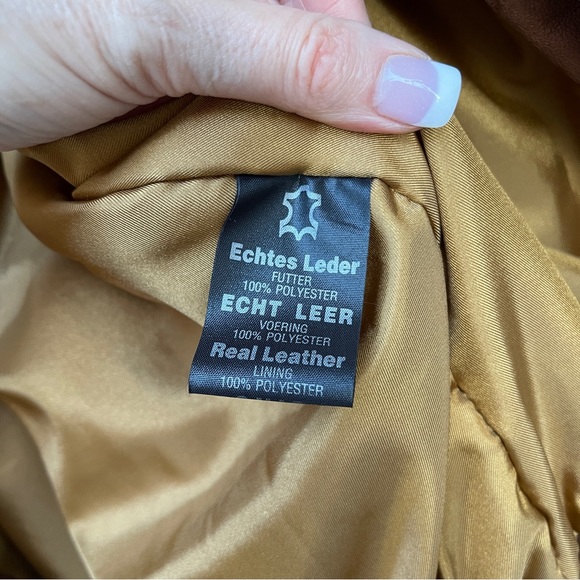 Echtes Leder
FUTTER
100% POLYESTER
ECHT LEER
VOERING
100% POLYESTER
Real Leather
LINING
100% POLYESTER